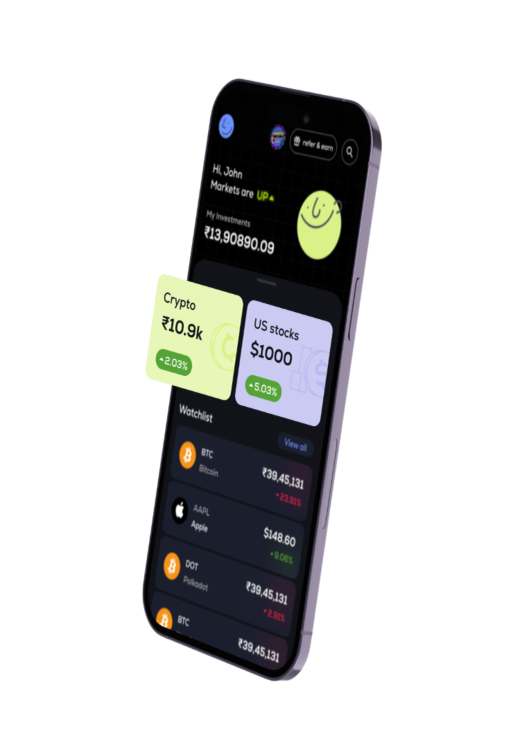 refer & earn
Hi, John
Markets are UP
My Investments
₹13,90890.09
Crypto
₹10.9k
2.03%
US stocks
$1000
5.03%
Watchlist
View all
BTC
Bitcoin
₹39,45,131
23.91%
AAPL
Apple
$148.60
9.06%
DOT
Polkadot
₹39,45,131
2.91%
BTC
₹39,45,131